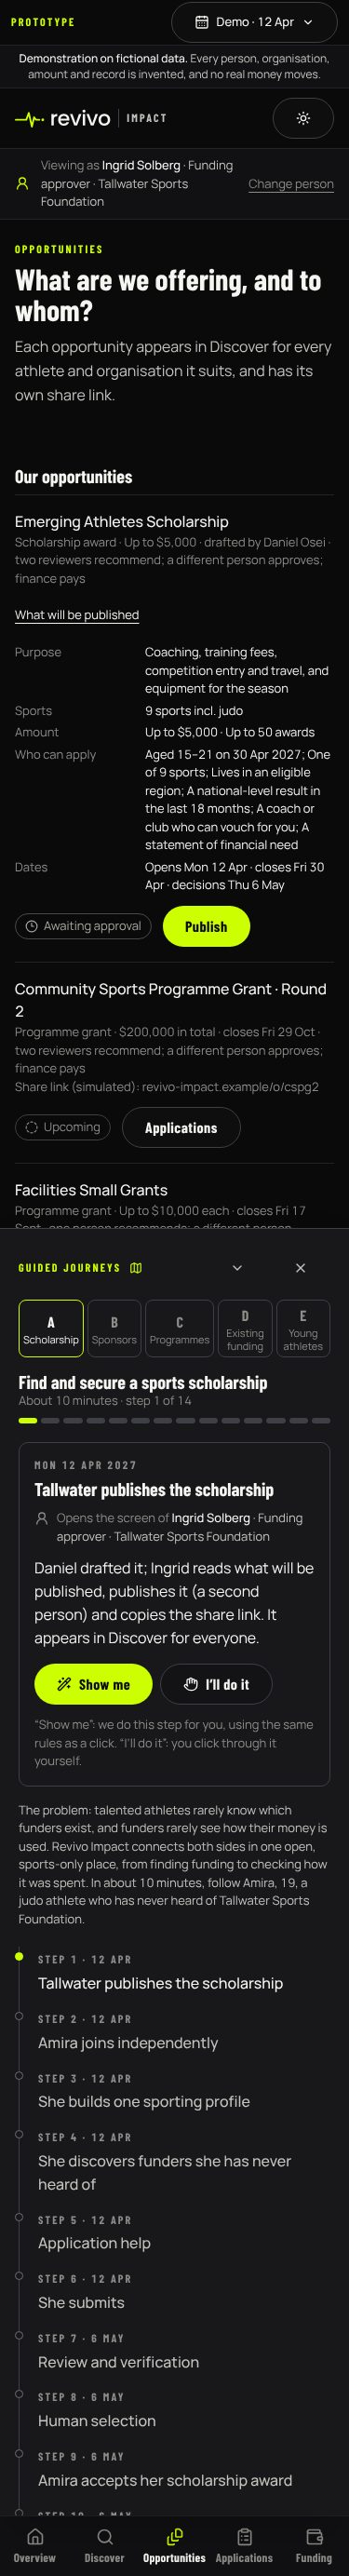 PROTOTYPE
Demo · 12 Apr
Demonstration on fictional data. Every person, organisation,
amount and record is invented, and no real money moves.
revivo IMPACT
Viewing as Ingrid Solberg · Funding
approver · Tallwater Sports
Foundation
Change person
OPPORTUNITIES
What are we offering, and to
whom?
Each opportunity appears in Discover for every
athlete and organisation it suits, and has its
own share link.
Our opportunities
Emerging Athletes Scholarship
Scholarship award · Up to $5,000 · drafted by Daniel Osei ·
two reviewers recommend; a different person approves;
finance pays
What will be published
Purpose
Coaching, training fees,
competition entry and travel, and
equipment for the season
Sports
9 sports incl. judo
Amount
Up to $5,000 · Up to 50 awards
Who can apply
Aged 15–21 on 30 Apr 2027; One
of 9 sports; Lives in an eligible
region; A national-level result in
the last 18 months; A coach or
club who can vouch for you; A
statement of financial need
Dates
Opens Mon 12 Apr · closes Fri 30
Apr · decisions Thu 6 May
Awaiting approval
Publish
Community Sports Programme Grant · Round
2
Programme grant · $200,000 in total · closes Fri 29 Oct ·
two reviewers recommend; a different person approves;
finance pays
Share link (simulated): revivo-impact.example/o/cspg2
Upcoming
Applications
Facilities Small Grants
Programme grant · Up to $10,000 each · closes Fri 17
Sept · one person recommends; a different person
GUIDED JOURNEYS
A
Scholarship
B
Sponsors
C
Programmes
D
Existing
funding
E
Young
athletes
Find and secure a sports scholarship
About 10 minutes · step 1 of 14
MON 12 APR 2027
Tallwater publishes the scholarship
Opens the screen of Ingrid Solberg · Funding
approver · Tallwater Sports Foundation
Daniel drafted it; Ingrid reads what will be
published, publishes it (a second
person) and copies the share link. It
appears in Discover for everyone.
Show me
I'll do it
“Show me”: we do this step for you, using the same
rules as a click. “I'll do it”: you click through it
yourself.
The problem: talented athletes rarely know which
funders exist, and funders rarely see how their money is
used. Revivo Impact connects both sides in one open,
sports-only place, from finding funding to checking how
it was spent. In about 10 minutes, follow Amira, 19, a
judo athlete who has never heard of Tallwater Sports
Foundation.
STEP 1 · 12 APR
Tallwater publishes the scholarship
STEP 2 · 12 APR
Amira joins independently
STEP 3 · 12 APR
She builds one sporting profile
STEP 4 · 12 APR
She discovers funders she has never
heard of
STEP 5 · 12 APR
Application help
STEP 6 · 12 APR
She submits
STEP 7 · 6 MAY
Review and verification
STEP 8 · 6 MAY
Human selection
STEP 9 · 6 MAY
Amira accepts her scholarship award
STEP 10 · 6 MAY
Overview
Discover
Opportunities
Applications
Funding